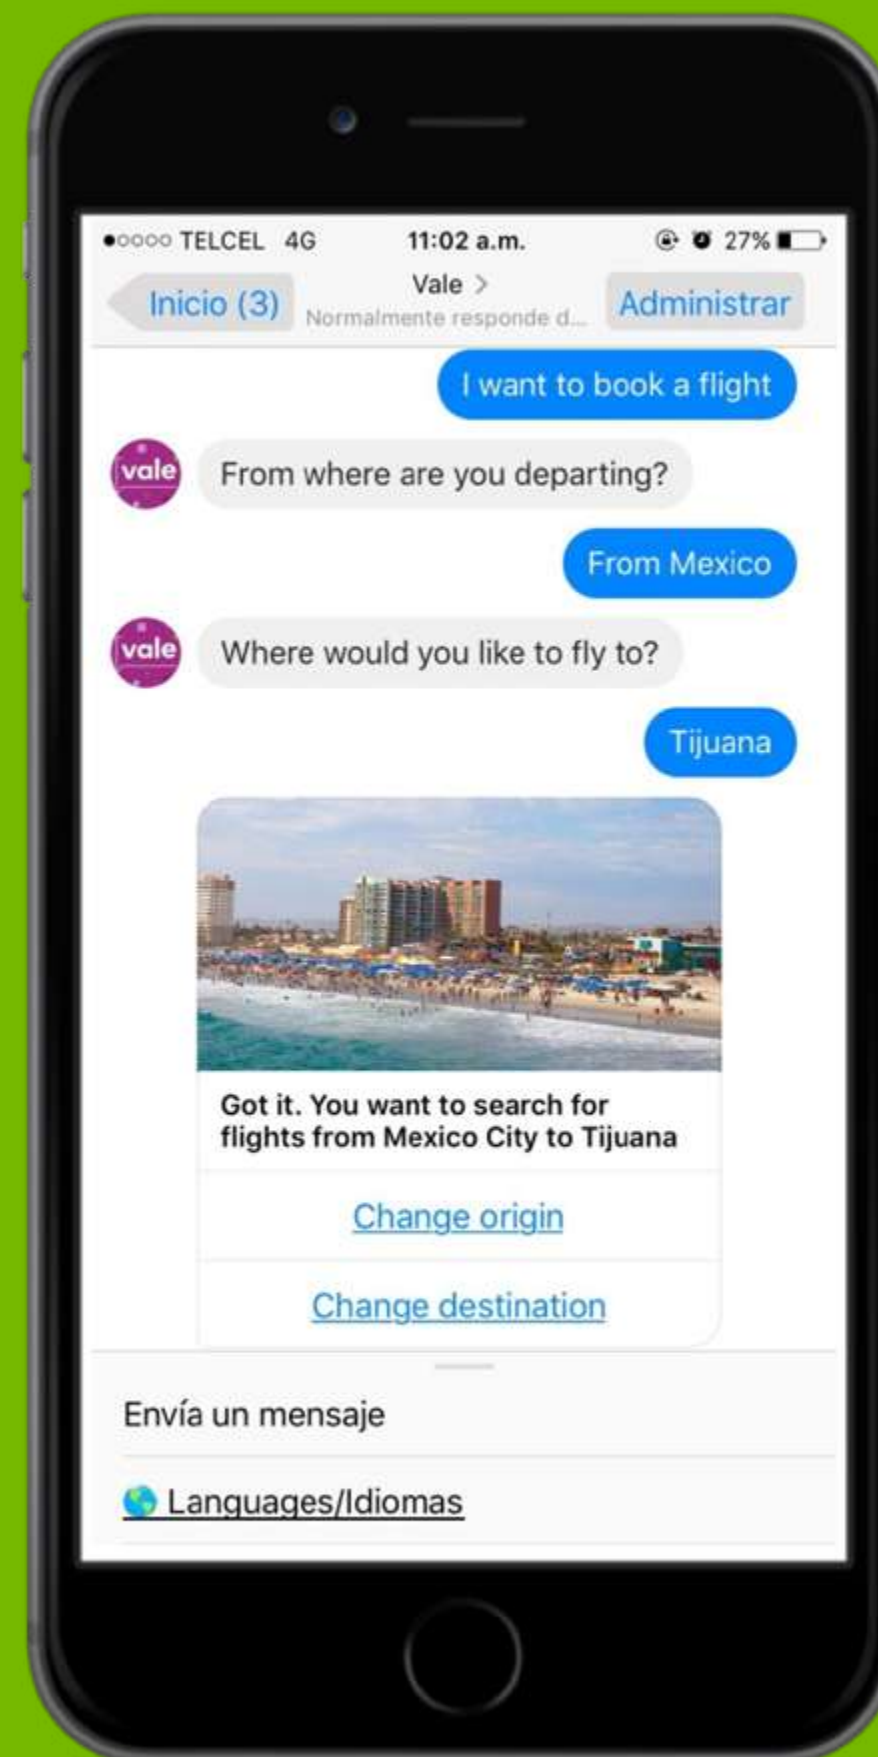 TELCEL 4G 11:02 a.m. 27%
Inicio (3) Vale > Administrar
Normalmente responde d...
I want to book a flight
vale From where are you departing?
From Mexico
vale Where would you like to fly to?
Tijuana
Got it. You want to search for
flights from Mexico City to Tijuana
Change origin
Change destination
Envía un mensaje
Languages/Idiomas